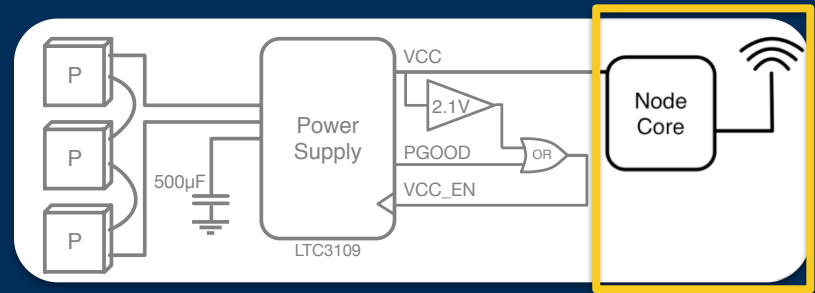 P
P
P
500µF
Power
Supply
LTC3109
VCC
2.1V
PGOOD
OR
VCC_EN
Node
Core